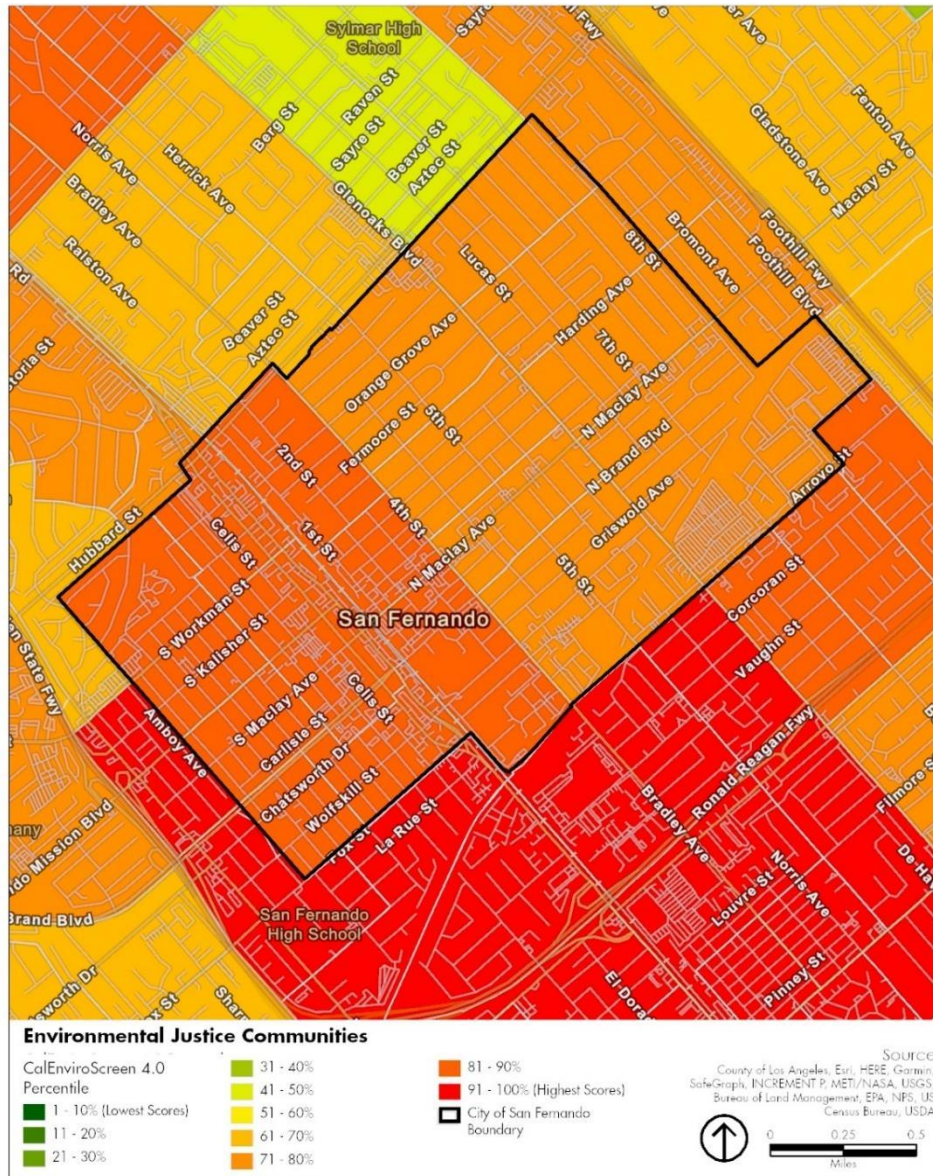 Sylmar High
School
Sayre
Fwy
Ave
Raven St
Berg St
Sayre St
Beaver St
Aztec St
Gladstone Ave
Fenton Ave
Maclay St
Norris Ave
Herrick Ave
Bradley Ave
Ralston Ave
Glenoaks Blvd
Rd
Lucas St
8th St
Bromont Ave
Foothill Fwy
Foothill Blvd
Beaver St
Aztec St
Harding Ave
7th St
Orange Grove Ave
Fermoore St
5th St
N Maclay Ave
N Brand Blvd
2nd St
4th St
Griswold Ave
Arroyo St
Hubbard St
Celis St
1st St
N Maclay Ave
5th St
S Workman St
S Kalisher St
San Fernando
Corcoran St
Vaughn St
S Maclay Ave
Celis St
Amboy Ave
Carlisle St
Chatsworth Dr
Wolfskill St
Fox St
La-Rue St
Bradley Ave
Ronald Reagan Fwy
Filmore St
Mission Blvd
Brand Blvd
San Fernando
High School
Louvre St
Norris Ave
Pinney St
Environmental Justice Communities
CalEnviroScreen 4.0
Percentile
1 - 10% (Lowest Scores)
11 - 20%
21 - 30%
31 - 40%
41 - 50%
51 - 60%
61 - 70%
71 - 80%
81 - 90%
91 - 100% (Highest Scores)
City of San Fernando
Boundary
Source
County of Los Angeles, Esri, HERE, Garmin,
SafeGraph, INCREMENT P, METI/NASA, USGS,
Bureau of Land Management, EPA, NPS, US
Census Bureau, USDA
0 0.25 0.5
Miles